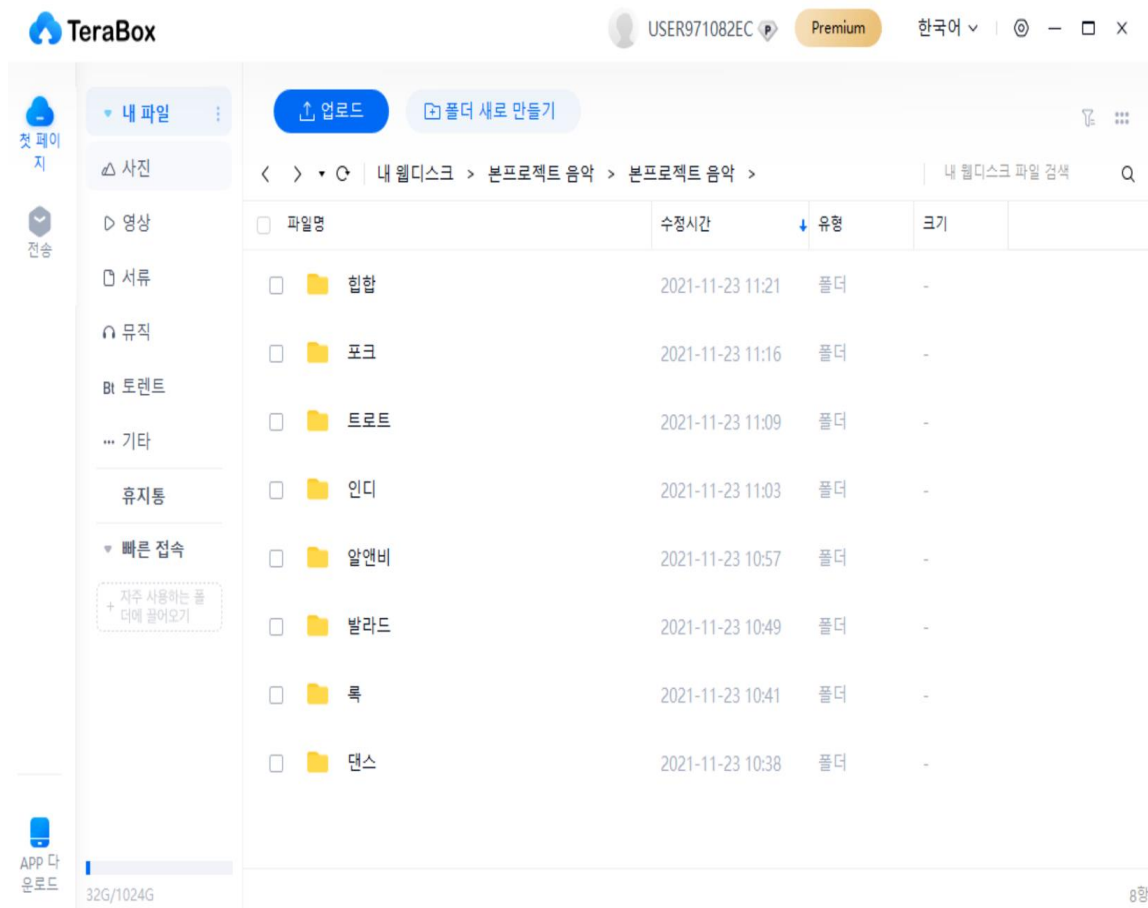 TeraBox
USER971082EC P
Premium
한국어
첫 페이
지
전송
APP 다
운로드
내 파일
사진
영상
서류
뮤직
Bt 토렌트
기타
휴지통
빠른 접속
+ 자주 사용하는 폴
더에 끌어오기
32G/1024G
업로드
폴더 새로 만들기
내 웹디스크 > 본프로젝트 음악 > 본프로젝트 음악 >
내 웹디스크 파일 검색
파일명 수정시간 유형 크기
힙합 2021-11-23 11:21 폴더 -
포크 2021-11-23 11:16 폴더 -
트로트 2021-11-23 11:09 폴더 -
인디 2021-11-23 11:03 폴더 -
알앤비 2021-11-23 10:57 폴더 -
발라드 2021-11-23 10:49 폴더 -
록 2021-11-23 10:41 폴더 -
댄스 2021-11-23 10:38 폴더 -